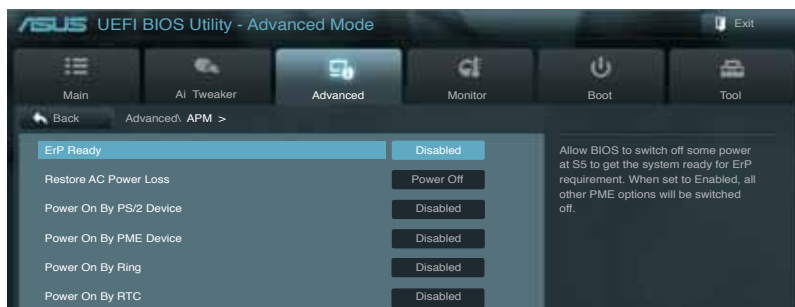 ASUS UEFI BIOS Utility - Advanced Mode
Exit
Main
Ai Tweaker
Advanced
Monitor
Boot
Tool
Back
Advanced\ APM >
ErP Ready Disabled
Restore AC Power Loss Power Off
Power On By PS/2 Device Disabled
Power On By PME Device Disabled
Power On By Ring Disabled
Power On By RTC Disabled
Allow BIOS to switch off some power
at S5 to get the system ready for ErP
requirement. When set to Enabled, all
other PME options will be switched
off.